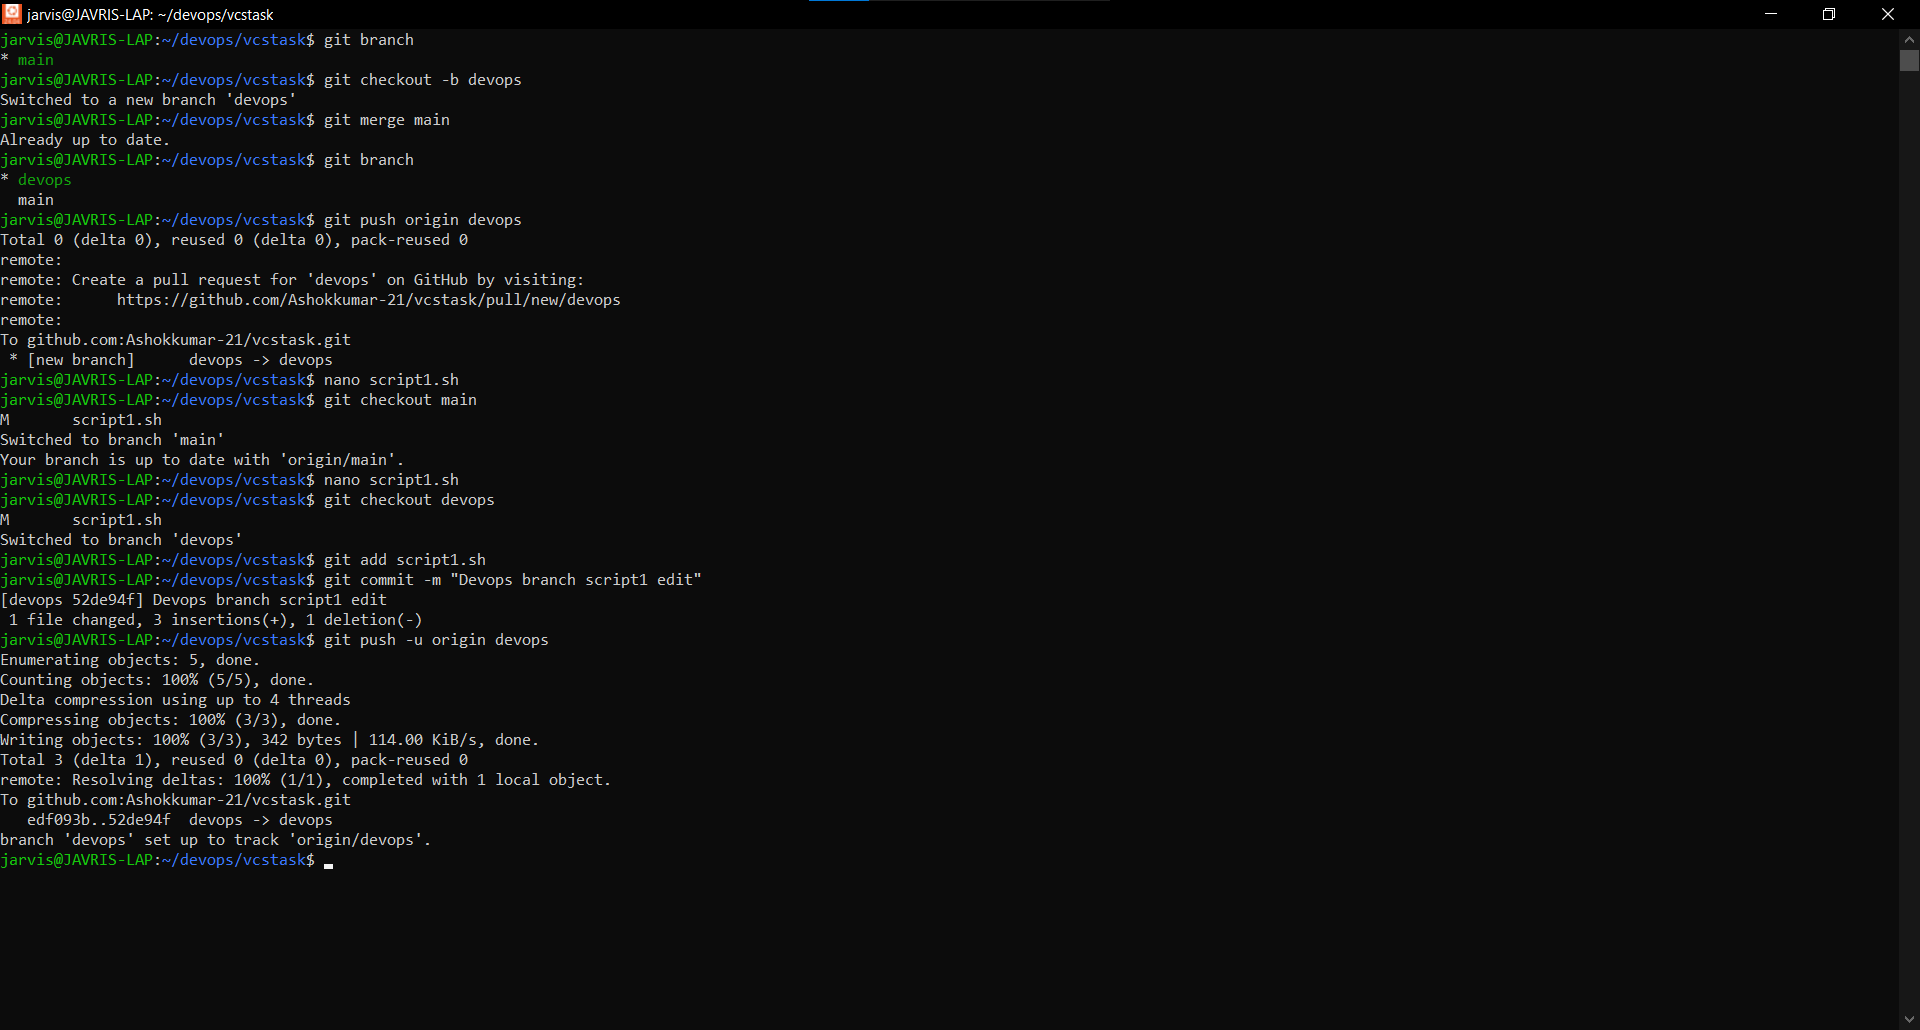 jarvis@JAVRIS-LAP: ~/devops/vcstask
jarvis@JAVRIS-LAP:~/devops/vcstask$ git branch
* main
jarvis@JAVRIS-LAP:~/devops/vcstask$ git checkout -b devops
Switched to a new branch 'devops'
jarvis@JAVRIS-LAP:~/devops/vcstask$ git merge main
Already up to date.
jarvis@JAVRIS-LAP:~/devops/vcstask$ git branch
* devops
  main
jarvis@JAVRIS-LAP:~/devops/vcstask$ git push origin devops
Total 0 (delta 0), reused 0 (delta 0), pack-reused 0
remote:
remote: Create a pull request for 'devops' on GitHub by visiting:
remote:      https://github.com/Ashokkumar-21/vcstask/pull/new/devops
remote:
To github.com:Ashokkumar-21/vcstask.git
 * [new branch]      devops -> devops
jarvis@JAVRIS-LAP:~/devops/vcstask$ nano script1.sh
jarvis@JAVRIS-LAP:~/devops/vcstask$ git checkout main
M       script1.sh
Switched to branch 'main'
Your branch is up to date with 'origin/main'.
jarvis@JAVRIS-LAP:~/devops/vcstask$ nano script1.sh
jarvis@JAVRIS-LAP:~/devops/vcstask$ git checkout devops
M       script1.sh
Switched to branch 'devops'
jarvis@JAVRIS-LAP:~/devops/vcstask$ git add script1.sh
jarvis@JAVRIS-LAP:~/devops/vcstask$ git commit -m "Devops branch script1 edit"
[devops 52de94f] Devops branch script1 edit
 1 file changed, 3 insertions(+), 1 deletion(-)
jarvis@JAVRIS-LAP:~/devops/vcstask$ git push -u origin devops
Enumerating objects: 5, done.
Counting objects: 100% (5/5), done.
Delta compression using up to 4 threads
Compressing objects: 100% (3/3), done.
Writing objects: 100% (3/3), 342 bytes | 114.00 KiB/s, done.
Total 3 (delta 1), reused 0 (delta 0), pack-reused 0
remote: Resolving deltas: 100% (1/1), completed with 1 local object.
To github.com:Ashokkumar-21/vcstask.git
   edf093b..52de94f  devops -> devops
branch 'devops' set up to track 'origin/devops'.
jarvis@JAVRIS-LAP:~/devops/vcstask$